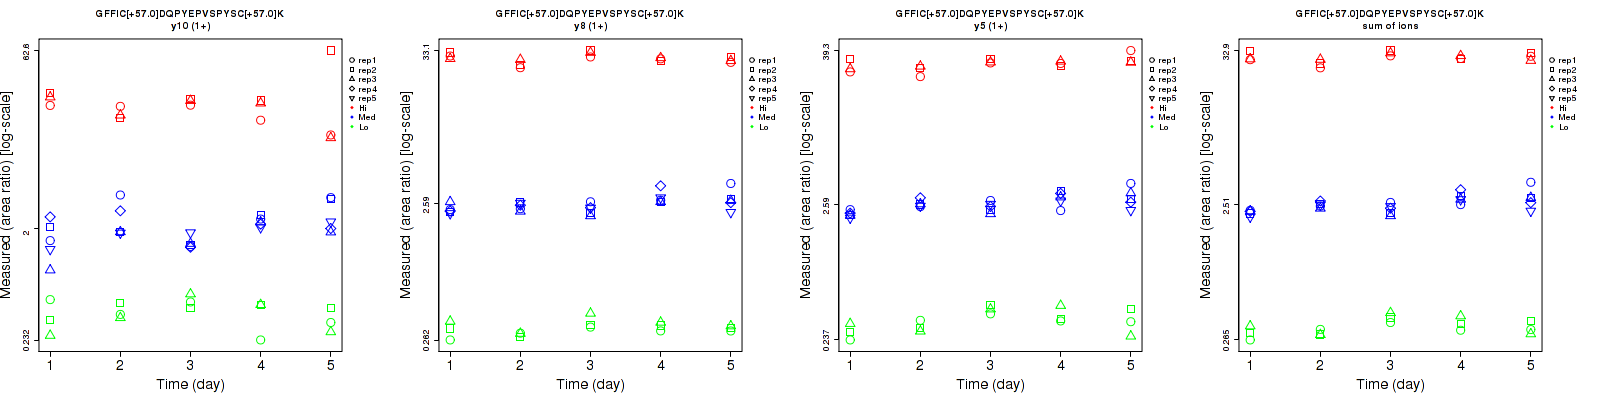 GFFIC[+57.0]DQPYEPVSPYSC[+57.0]K
y10 (1+)
Measured (area ratio) [log-scale]
62.6
2
0.232
1 2 3 4 5
Time (day)
rep1
rep2
rep3
rep4
rep5
Hi
Med
Lo
GFFIC[+57.0]DQPYEPVSPYSC[+57.0]K
y8 (1+)
Measured (area ratio) [log-scale]
33.1
2.59
0.262
1 2 3 4 5
Time (day)
rep1
rep2
rep3
rep4
rep5
Hi
Med
Lo
GFFIC[+57.0]DQPYEPVSPYSC[+57.0]K
y5 (1+)
Measured (area ratio) [log-scale]
39.3
2.59
0.237
1 2 3 4 5
Time (day)
rep1
rep2
rep3
rep4
rep5
Hi
Med
Lo
GFFIC[+57.0]DQPYEPVSPYSC[+57.0]K
sum of ions
Measured (area ratio) [log-scale]
32.9
2.51
0.265
1 2 3 4 5
Time (day)
rep1
rep2
rep3
rep4
rep5
Hi
Med
Lo